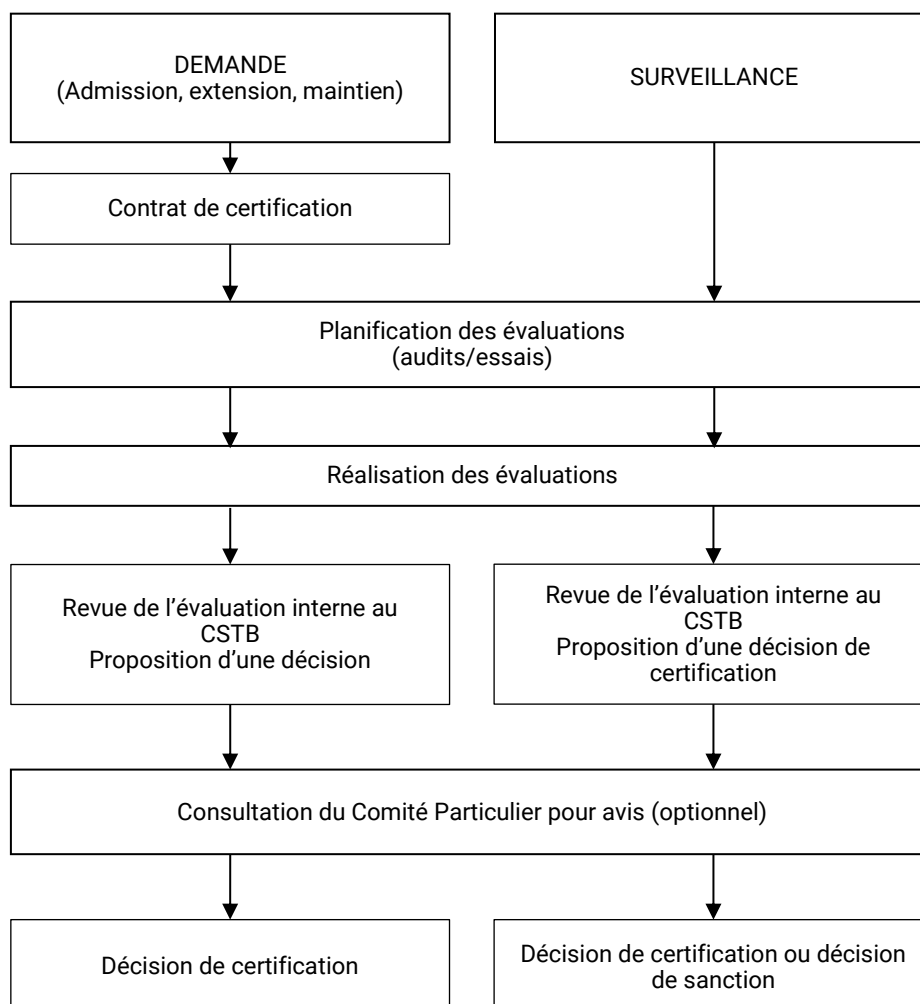 DEMANDE
(Admission, extension, maintien)
SURVEILLANCE
Contrat de certification
Planification des évaluations
(audits/essais)
Réalisation des évaluations
Revue de l’évaluation interne au
CSTB
Proposition d’une décision
Revue de l’évaluation interne au
CSTB
Proposition d’une décision de
certification
Consultation du Comité Particulier pour avis (optionnel)
Décision de certification
Décision de certification ou décision
de sanction